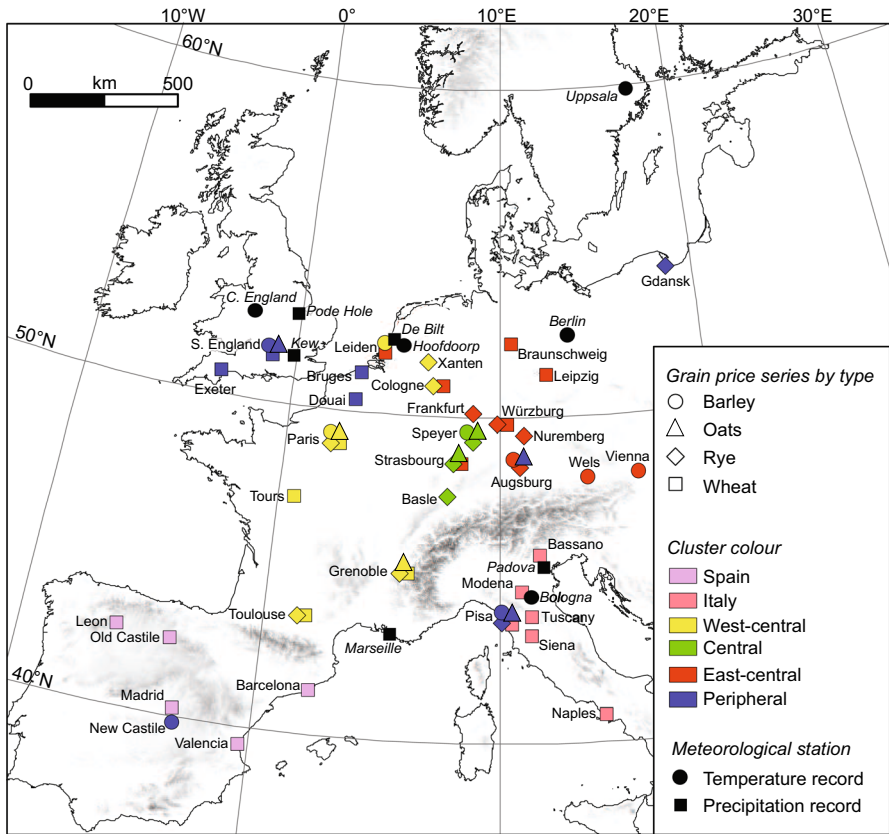 10°W 0° 10°E 20°E 30°E
60°N
0 km 500
Uppsala
Gdansk
C. England
Pode Hole
De Bilt
Berlin
S. England
Kew
Leiden
Hoofdoorp
Braunschweig
Xanten
Exeter
Bruges
Cologne
Leipzig
Douai
50°N
Frankfurt
Würzburg
Paris
Speyer
Nuremberg
Strasbourg
Wels
Vienna
Augsburg
Tours
Basle
Bassano
Grenoble
Padova
Modena
Bologna
Toulouse
Pisa
Tuscany
Leon
Old Castile
Marseille
Siena
40°N
Madrid
Barcelona
Naples
New Castile
Valencia
Grain price series by type
Barley
Oats
Rye
Wheat
Cluster colour
Spain
Italy
West-central
Central
East-central
Peripheral
Meteorological station
Temperature record
Precipitation record